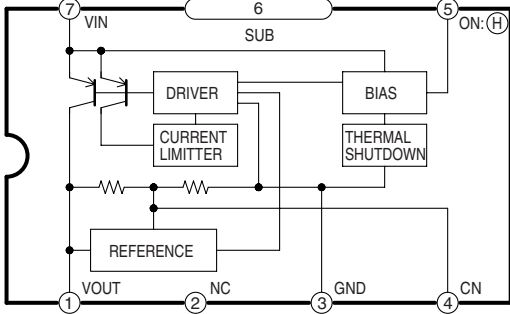 7 VIN
6
SUB
5
ON: H
DRIVER
BIAS
CURRENT
LIMITTER
THERMAL
SHUTDOWN
REFERENCE
1 VOUT
2 NC
3 GND
4 CN